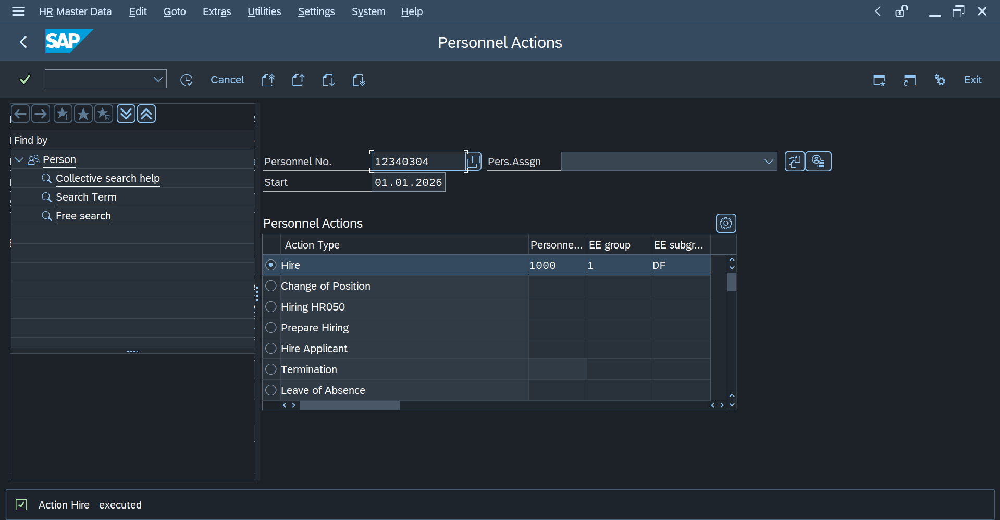 HR Master Data Edit Goto Extras Utilities Settings System Help
SAP
Personnel Actions
Cancel
Exit
Find by
Person
Collective search help
Search Term
Free search
Personnel No. 12340304 Pers.Assgn
Start 01.01.2026
Personnel Actions
Action Type Personne... EE group EE subgr...
Hire 1000 1 DF
Change of Position
Hiring HR050
Prepare Hiring
Hire Applicant
Termination
Leave of Absence
Action Hire executed